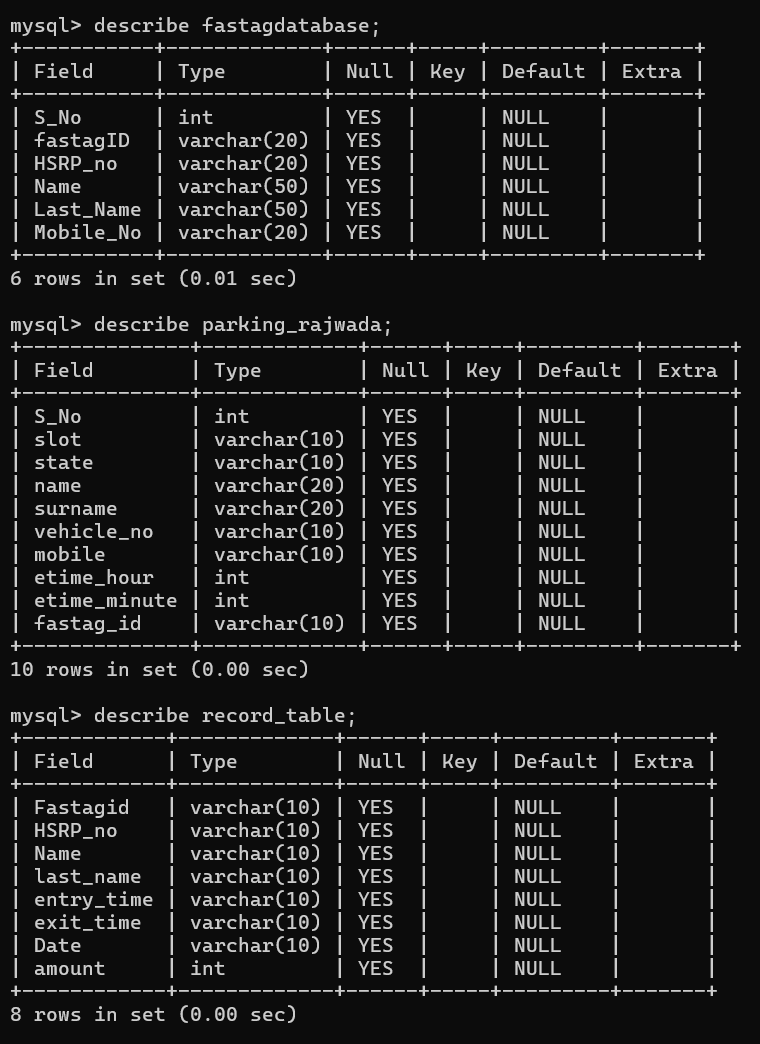 mysql> describe fastagdatabase;
+-----------+-------------+------+-----+---------+-------+
| Field     | Type        | Null | Key | Default | Extra |
+-----------+-------------+------+-----+---------+-------+
| S_No      | int         | YES  |     | NULL    |       |
| fastagID  | varchar(20) | YES  |     | NULL    |       |
| HSRP_no   | varchar(20) | YES  |     | NULL    |       |
| Name      | varchar(50) | YES  |     | NULL    |       |
| Last_Name | varchar(50) | YES  |     | NULL    |       |
| Mobile_No | varchar(20) | YES  |     | NULL    |       |
+-----------+-------------+------+-----+---------+-------+
6 rows in set (0.01 sec)
mysql> describe parking_rajwada;
+--------------+-------------+------+-----+---------+-------+
| Field        | Type        | Null | Key | Default | Extra |
+--------------+-------------+------+-----+---------+-------+
| S_No         | int         | YES  |     | NULL    |       |
| slot         | varchar(10) | YES  |     | NULL    |       |
| state        | varchar(10) | YES  |     | NULL    |       |
| name         | varchar(20) | YES  |     | NULL    |       |
| surname      | varchar(20) | YES  |     | NULL    |       |
| vehicle_no   | varchar(10) | YES  |     | NULL    |       |
| mobile       | varchar(10) | YES  |     | NULL    |       |
| etime_hour   | int         | YES  |     | NULL    |       |
| etime_minute | int         | YES  |     | NULL    |       |
| fastag_id    | varchar(10) | YES  |     | NULL    |       |
+--------------+-------------+------+-----+---------+-------+
10 rows in set (0.00 sec)
mysql> describe record_table;
+------------+-------------+------+-----+---------+-------+
| Field      | Type        | Null | Key | Default | Extra |
+------------+-------------+------+-----+---------+-------+
| Fastagid   | varchar(10) | YES  |     | NULL    |       |
| HSRP_no    | varchar(10) | YES  |     | NULL    |       |
| Name       | varchar(10) | YES  |     | NULL    |       |
| last_name  | varchar(10) | YES  |     | NULL    |       |
| entry_time | varchar(10) | YES  |     | NULL    |       |
| exit_time  | varchar(10) | YES  |     | NULL    |       |
| Date       | varchar(10) | YES  |     | NULL    |       |
| amount     | int         | YES  |     | NULL    |       |
+------------+-------------+------+-----+---------+-------+
8 rows in set (0.00 sec)